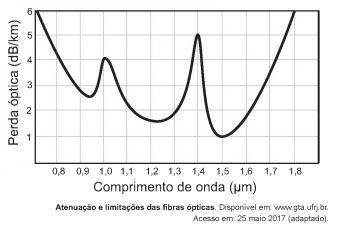 Perda óptica (dB/km)
6
5
4
3
2
1
0,8 0,9 1,0 1,1 1,2 1,3 1,4 1,5 1,6 1,7 1,8
Comprimento de onda (µm)
Atenuação e limitações das fibras ópticas. Disponível em: www.gta.ufrj.br.
Acesso em: 25 maio 2017 (adaptado).